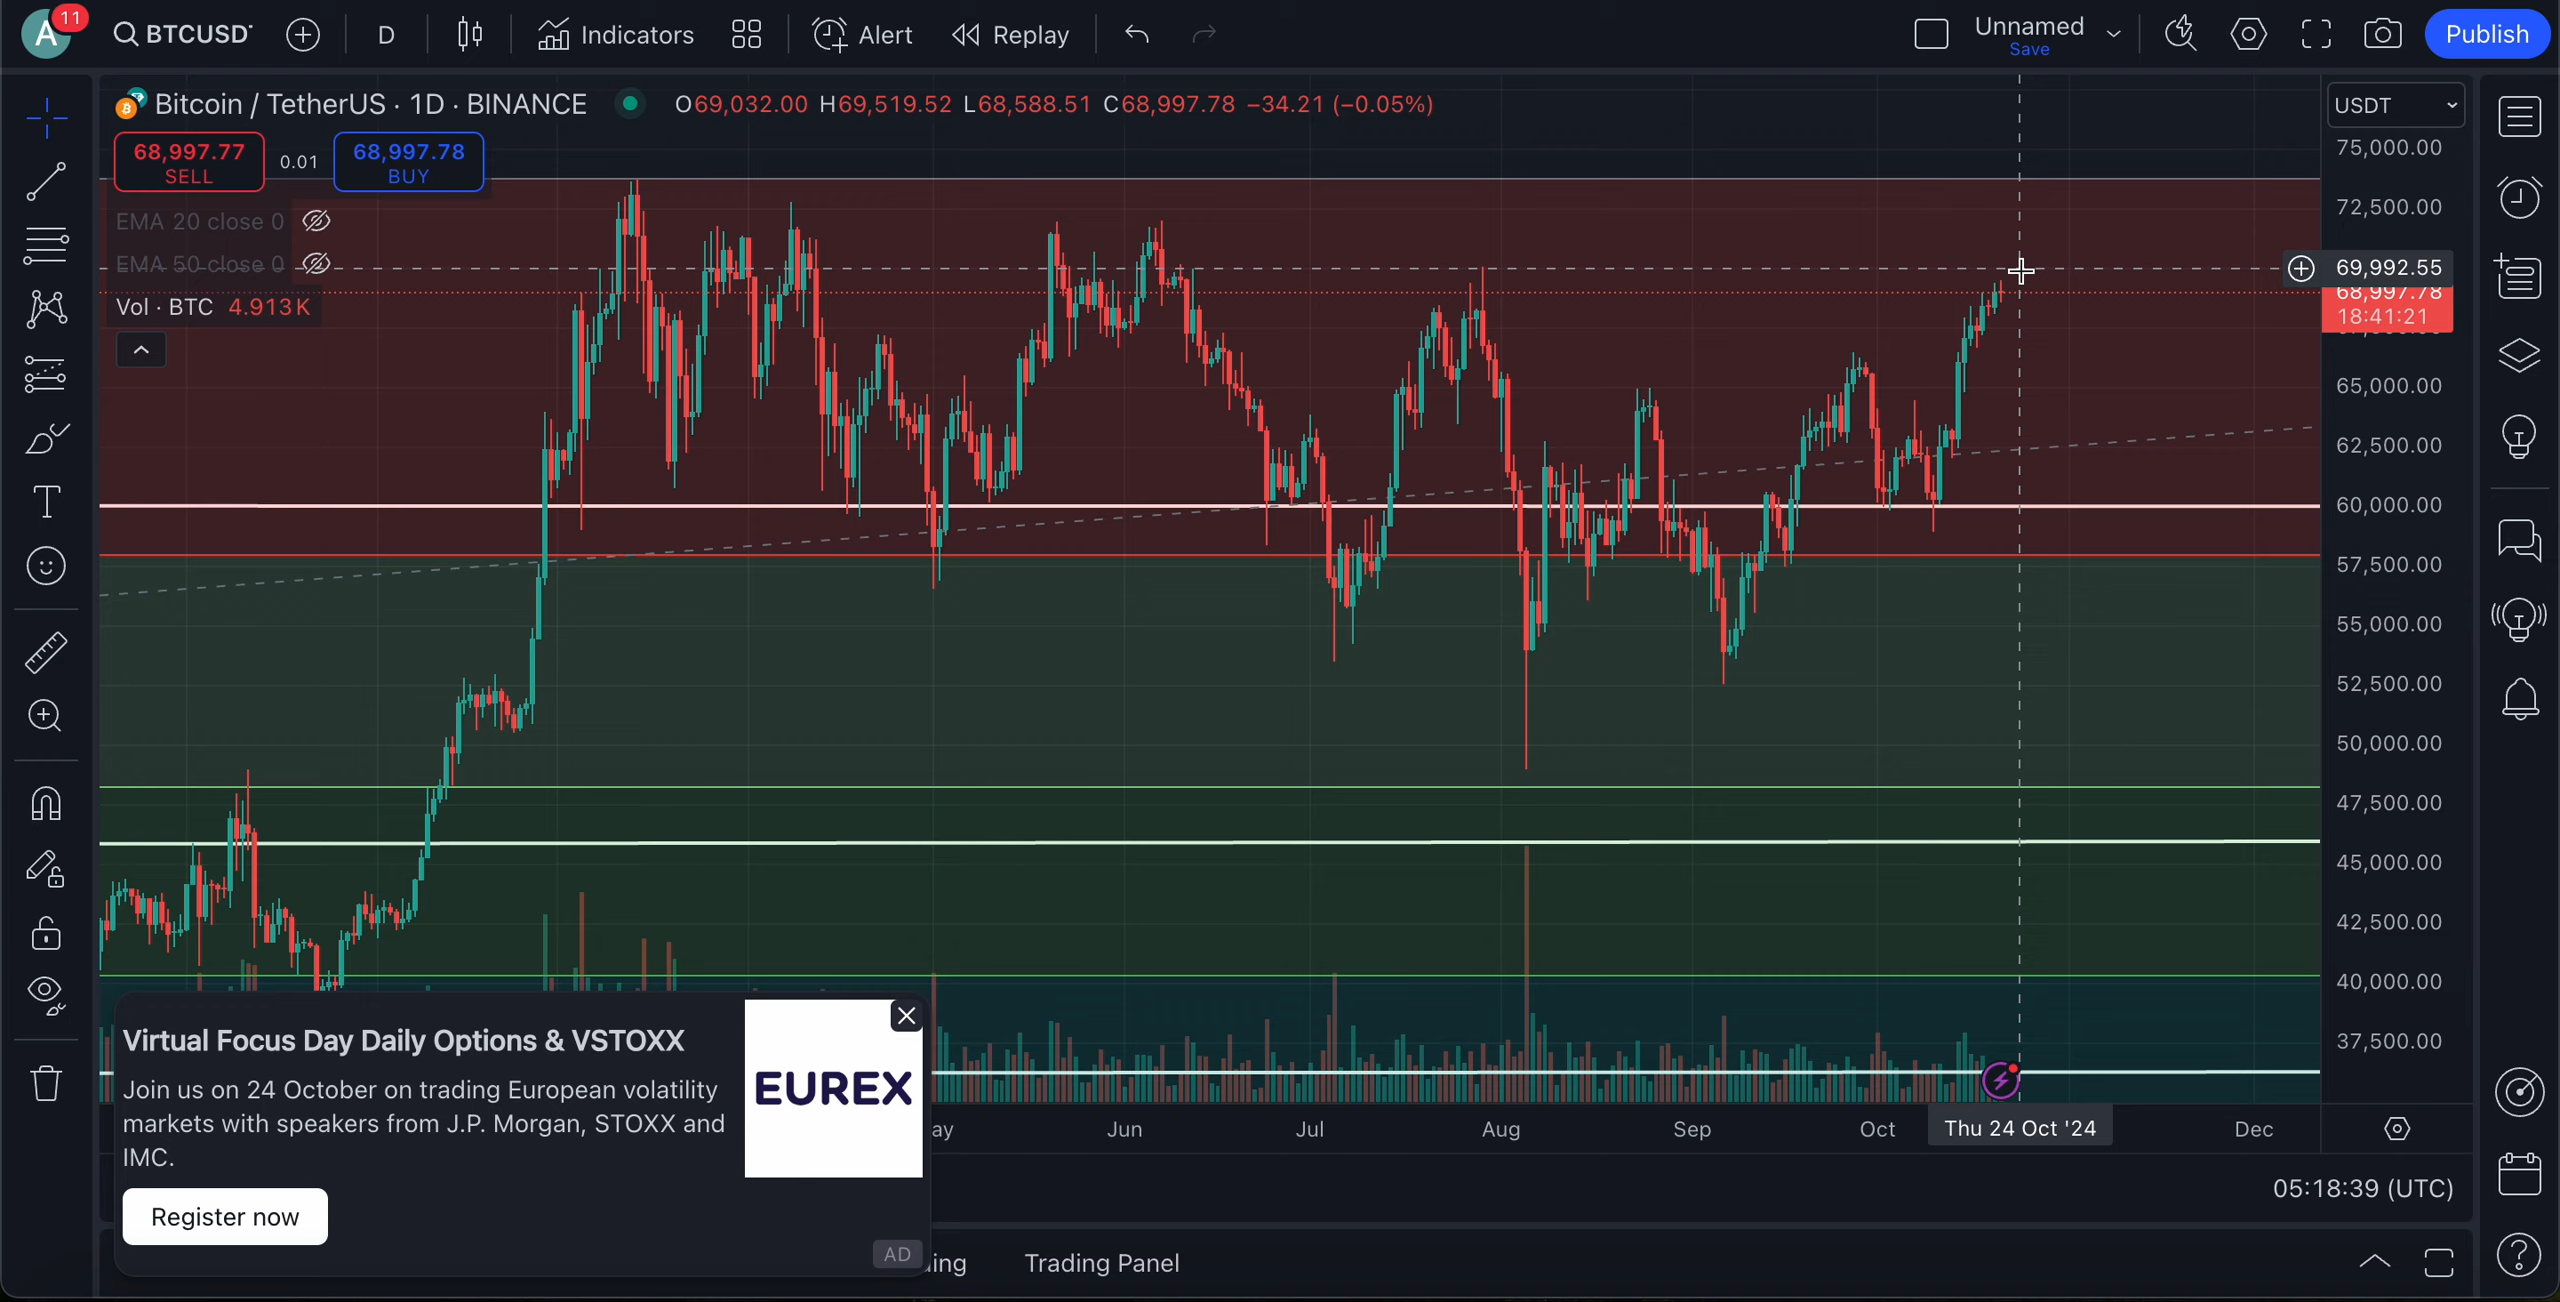 A
11
BTCUSDT
D
Indicators
Alert
Replay
Unnamed
Save
Publish
Bitcoin / TetherUS · 1D · BINANCE
O69,032.00 H69,519.52 L68,588.51 C68,997.78 −34.21 (−0.05%)
USDT
68,997.77
SELL
0.01
68,997.78
BUY
EMA 20 close 0
EMA 50 close 0
Vol · BTC 4.913K
75,000.00
72,500.00
69,992.55
68,997.78
18:41:21
65,000.00
62,500.00
60,000.00
57,500.00
55,000.00
52,500.00
50,000.00
47,500.00
45,000.00
42,500.00
40,000.00
37,500.00
Virtual Focus Day Daily Options & VSTOXX
Join us on 24 October on trading European volatility
markets with speakers from J.P. Morgan, STOXX and
IMC.
EUREX
Register now
AD
ay
Jun
Jul
Aug
Sep
Oct
Thu 24 Oct '24
Dec
05:18:39 (UTC)
ing
Trading Panel